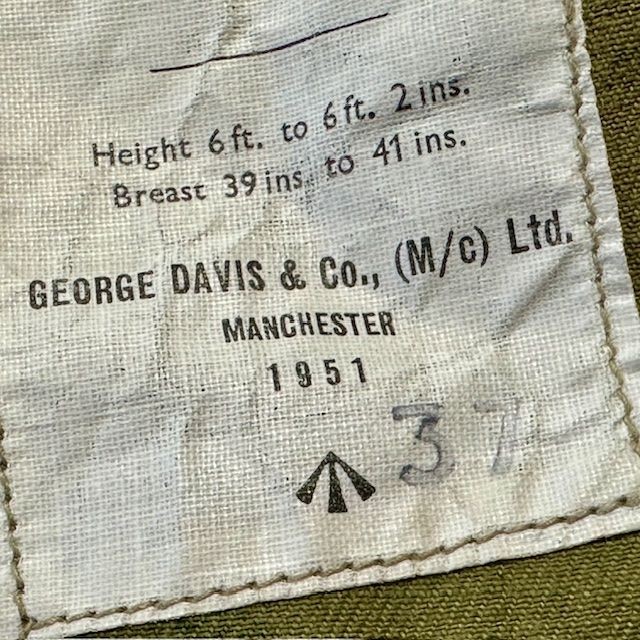 Height 6 ft. to 6 ft. 2 ins.
Breast 39 ins. to 41 ins.
GEORGE DAVIS & Co., (M/c) Ltd.
MANCHESTER
1951
37